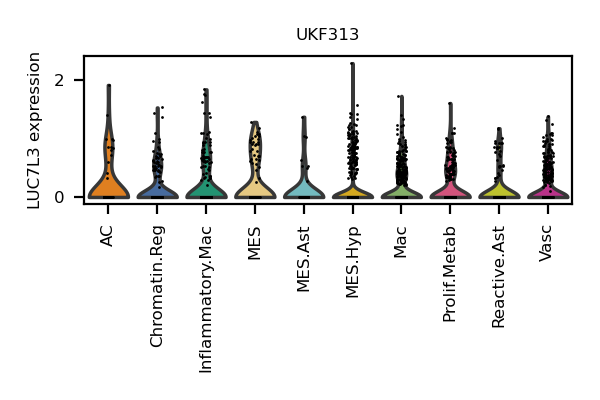 UKF313
LUC7L3 expression
2
0
AC
Chromatin.Reg
Inflammatory.Mac
MES
MES.Ast
MES.Hyp
Mac
Prolif.Metab
Reactive.Ast
Vasc